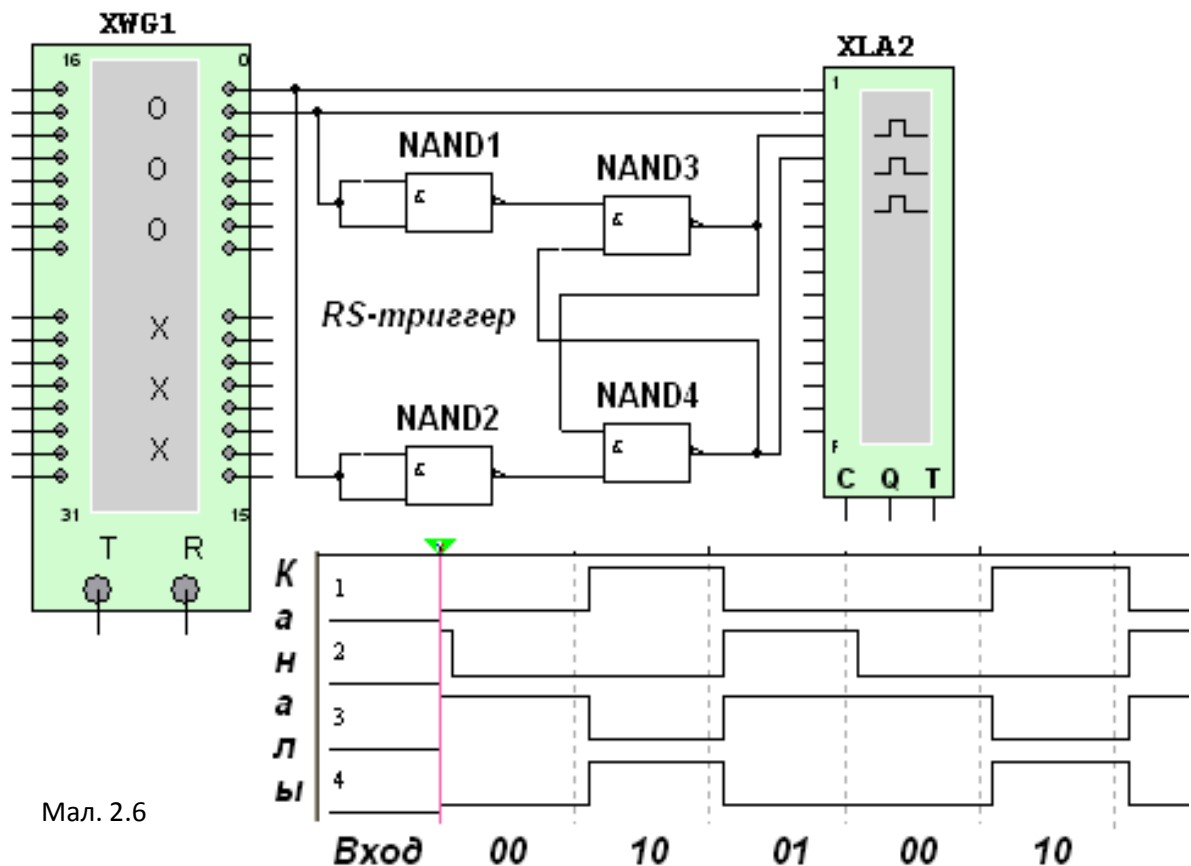 XWG1
XLA2
16 0
O
O
O
X
X
X
31 15
T R
NAND1
&
NAND3
&
RS-триггер
NAND2
&
NAND4
&
1
F
C Q T
Каналы
1
2
3
4
Мал. 2.6
Вход 00 10 01 00 10